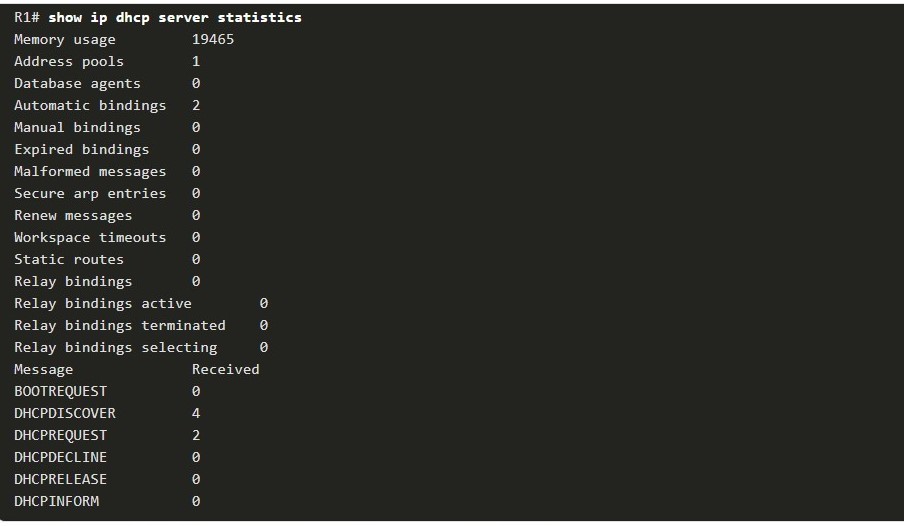 R1# show ip dhcp server statistics
Memory usage 19465
Address pools 1
Database agents 0
Automatic bindings 2
Manual bindings 0
Expired bindings 0
Malformed messages 0
Secure arp entries 0
Renew messages 0
Workspace timeouts 0
Static routes 0
Relay bindings 0
Relay bindings active 0
Relay bindings terminated 0
Relay bindings selecting 0
Message Received
BOOTREQUEST 0
DHCPDISCOVER 4
DHCPREQUEST 2
DHCPDECLINE 0
DHCPRELEASE 0
DHCPINFORM 0